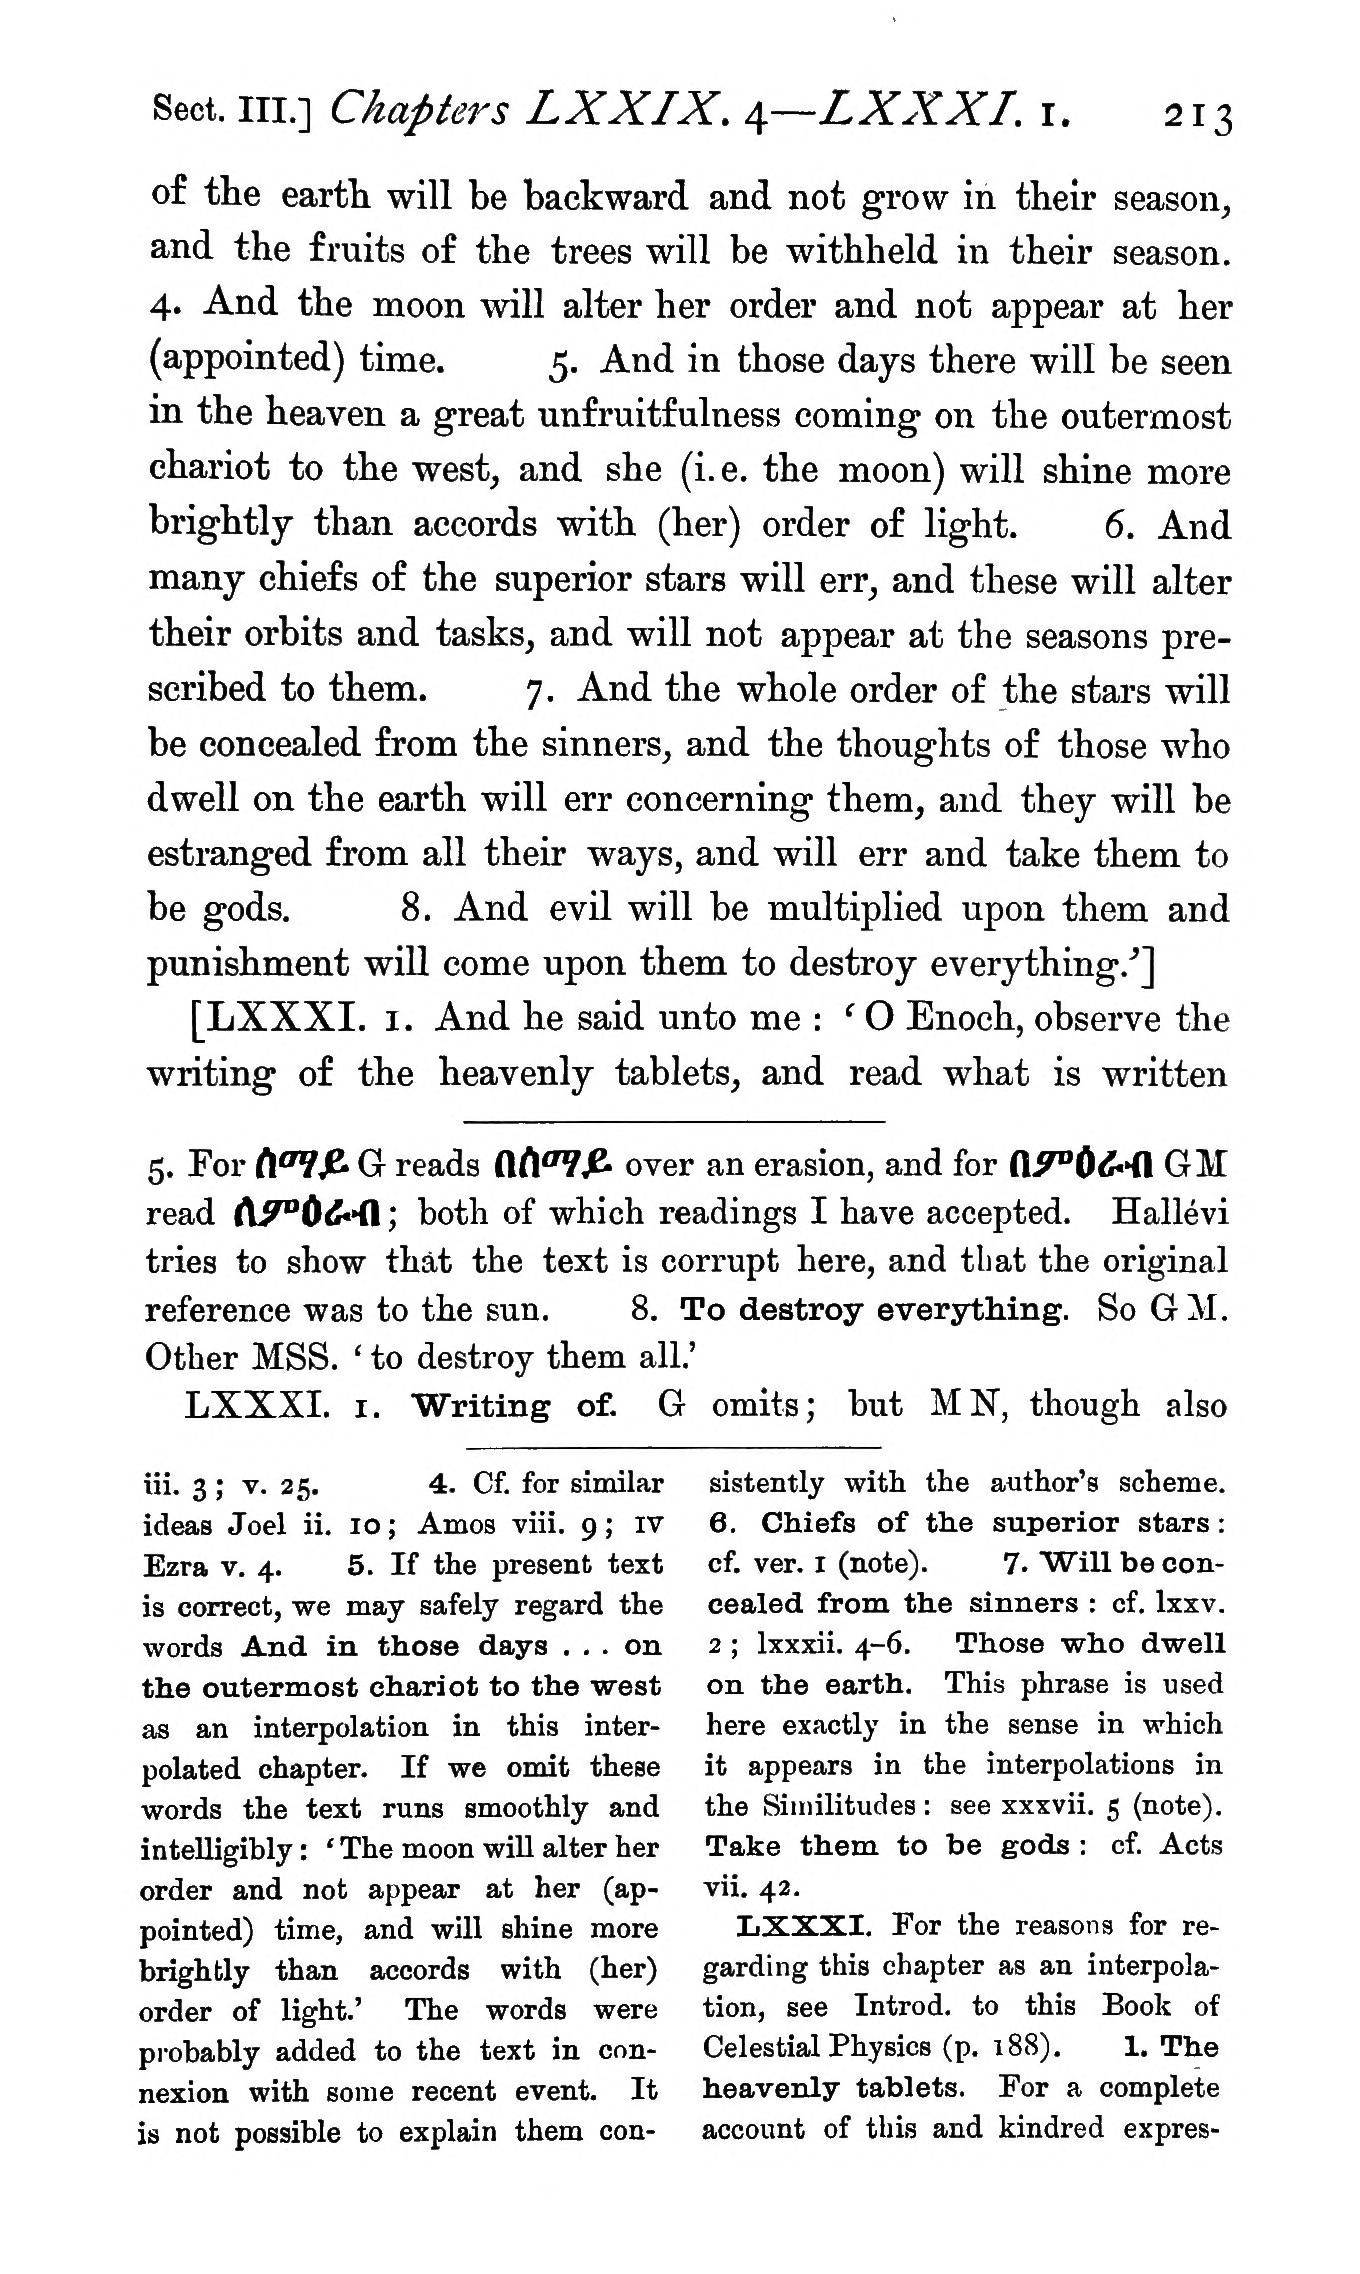 Sect. III.] Chapters LXXIX. 4—LXXXI. 1. 213
of the earth will be backward and not grow in their season,
and the fruits of the trees will be withheld in their season.
4. And the moon will alter her order and not appear at her
(appointed) time. 5. And in those days there will be seen
in the heaven a great unfruitfulness coming on the outermost
chariot to the west, and she (i.e. the moon) will shine more
brightly than accords with (her) order of light. 6. And
many chiefs of the superior stars will err, and these will alter
their orbits and tasks, and will not appear at the seasons pre-
scribed to them. 7. And the whole order of the stars will
be concealed from the sinners, and the thoughts of those who
dwell on the earth will err concerning them, and they will be
estranged from all their ways, and will err and take them to
be gods. 8. And evil will be multiplied upon them and
punishment will come upon them to destroy everything.’]
[LXXXI. 1. And he said unto me : ‘ O Enoch, observe the
writing of the heavenly tablets, and read what is written
5. For ሰማይ G reads በሰማይ over an erasion, and for በምዕራብ G M
read ለምዕራብ; both of which readings I have accepted. Hallévi
tries to show that the text is corrupt here, and that the original
reference was to the sun. 8. To destroy everything. So G M.
Other MSS. ‘ to destroy them all.’
LXXXI. 1. Writing of. G omits; but M N, though also
iii. 3 ; v. 25. 4. Cf. for similar
ideas Joel ii. 10; Amos viii. 9; IV
Ezra v. 4. 5. If the present text
is correct, we may safely regard the
words And in those days . . . on
the outermost chariot to the west
as an interpolation in this inter-
polated chapter. If we omit these
words the text runs smoothly and
intelligibly: ‘The moon will alter her
order and not appear at her (ap-
pointed) time, and will shine more
brightly than accords with (her)
order of light.’ The words were
probably added to the text in con-
nexion with some recent event. It
is not possible to explain them con-
sistently with the author’s scheme.
6. Chiefs of the superior stars:
cf. ver. 1 (note). 7. Will be con-
cealed from the sinners : cf. lxxv.
2 ; lxxxii. 4–6. Those who dwell
on the earth. This phrase is used
here exactly in the sense in which
it appears in the interpolations in
the Similitudes: see xxxvii. 5 (note).
Take them to be gods : cf. Acts
vii. 42.
LXXXI. For the reasons for re-
garding this chapter as an interpola-
tion, see Introd. to this Book of
Celestial Physics (p. 188). 1. The
heavenly tablets. For a complete
account of this and kindred expres-